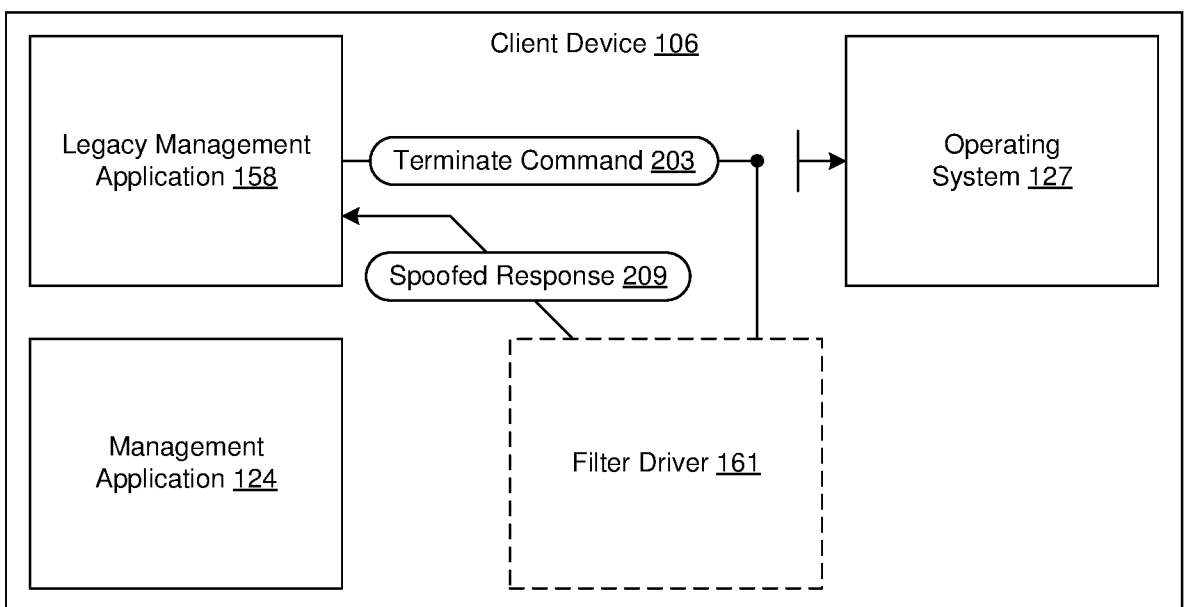 Client Device 106
Legacy Management
Application 158
Terminate Command 203
Operating
System 127
Spoofed Response 209
Management
Application 124
Filter Driver 161